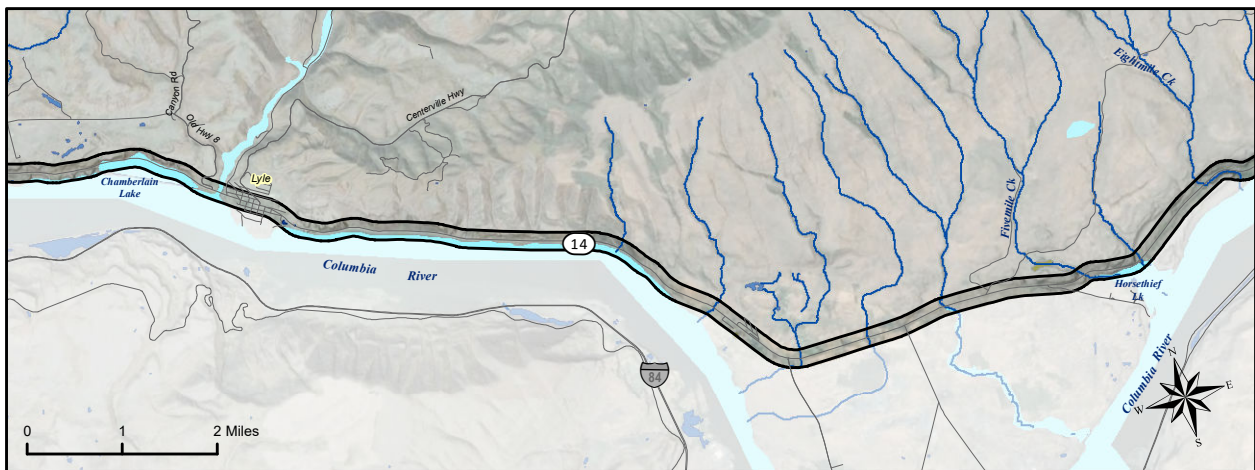 Canyon Rd
Old Hwy 8
Centerville Hwy
Eightmile Ck
Lyle
Chamberlain
Lake
Fivemile Ck
14
Columbia River
Horsethief
Lk
84
Columbia River
N
E
W
S
0 1 2 Miles